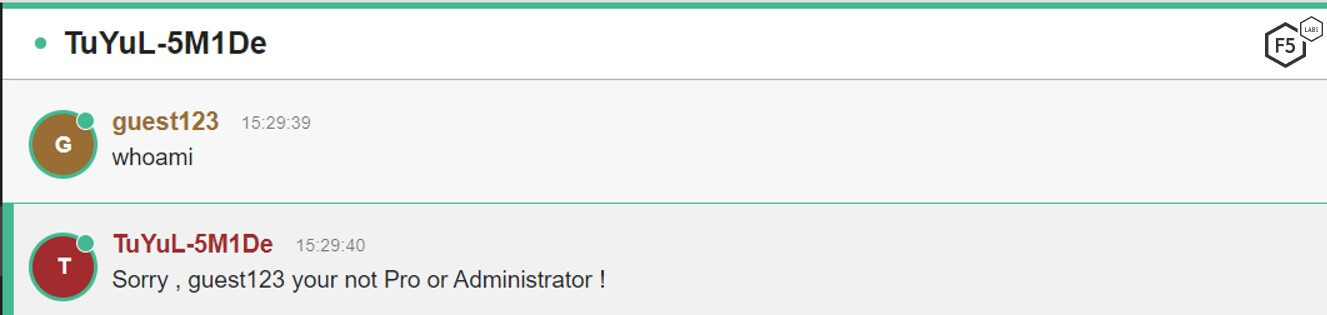 TuYuL-5M1De
F5 LABS
guest123 15:29:39
G
whoami
TuYuL-5M1De 15:29:40
T
Sorry , guest123 your not Pro or Administrator !